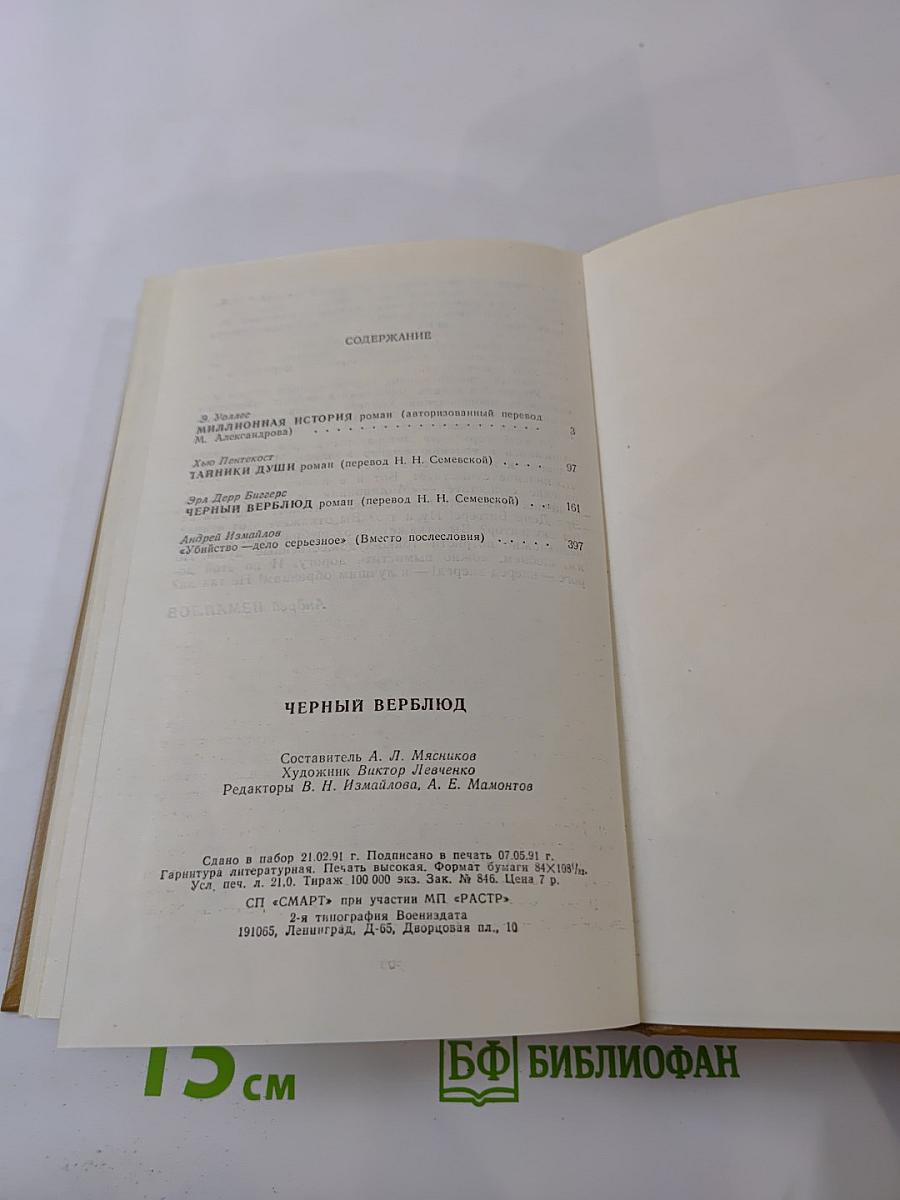 СОДЕРЖАНИЕ
Э. Уоллес
МИЛЛИОННАЯ ИСТОРИЯ роман (авторизованный перевод
М. Александрова) . . . . . . . . . . . . . . . . . . . 3
Хью Пентекост
ТАЙНИКИ ДУШИ роман (перевод Н. Н. Семевской) . . . . 97
Эрл Дерр Биггерс
ЧЕРНЫЙ ВЕРБЛЮД роман (перевод Н. Н. Семевской) . . . 161
Андрей Измайлов
«Убийство —дело серьезное» (Вместо послесловия) . . . . . . 397
ЧЕРНЫЙ ВЕРБЛЮД
Составитель А. Л. Мясников
Художник Виктор Левченко
Редакторы В. Н. Измайлова, А. Е. Мамонтов
Сдано в набор 21.02.91 г. Подписано в печать 07.05.91 г.
Гарнитура литературная. Печать высокая. Формат бумаги 84×108¹/₃₂.
Усл. печ. л. 21,0. Тираж 100 000 экз. Зак. № 846. Цена 7 р.
СП «СМАРТ» при участии МП «РАСТР»
2-я типография Воениздата
191065, Ленинград, Д-65, Дворцовая пл., 10
15 см
БФ БИБЛИОФАН